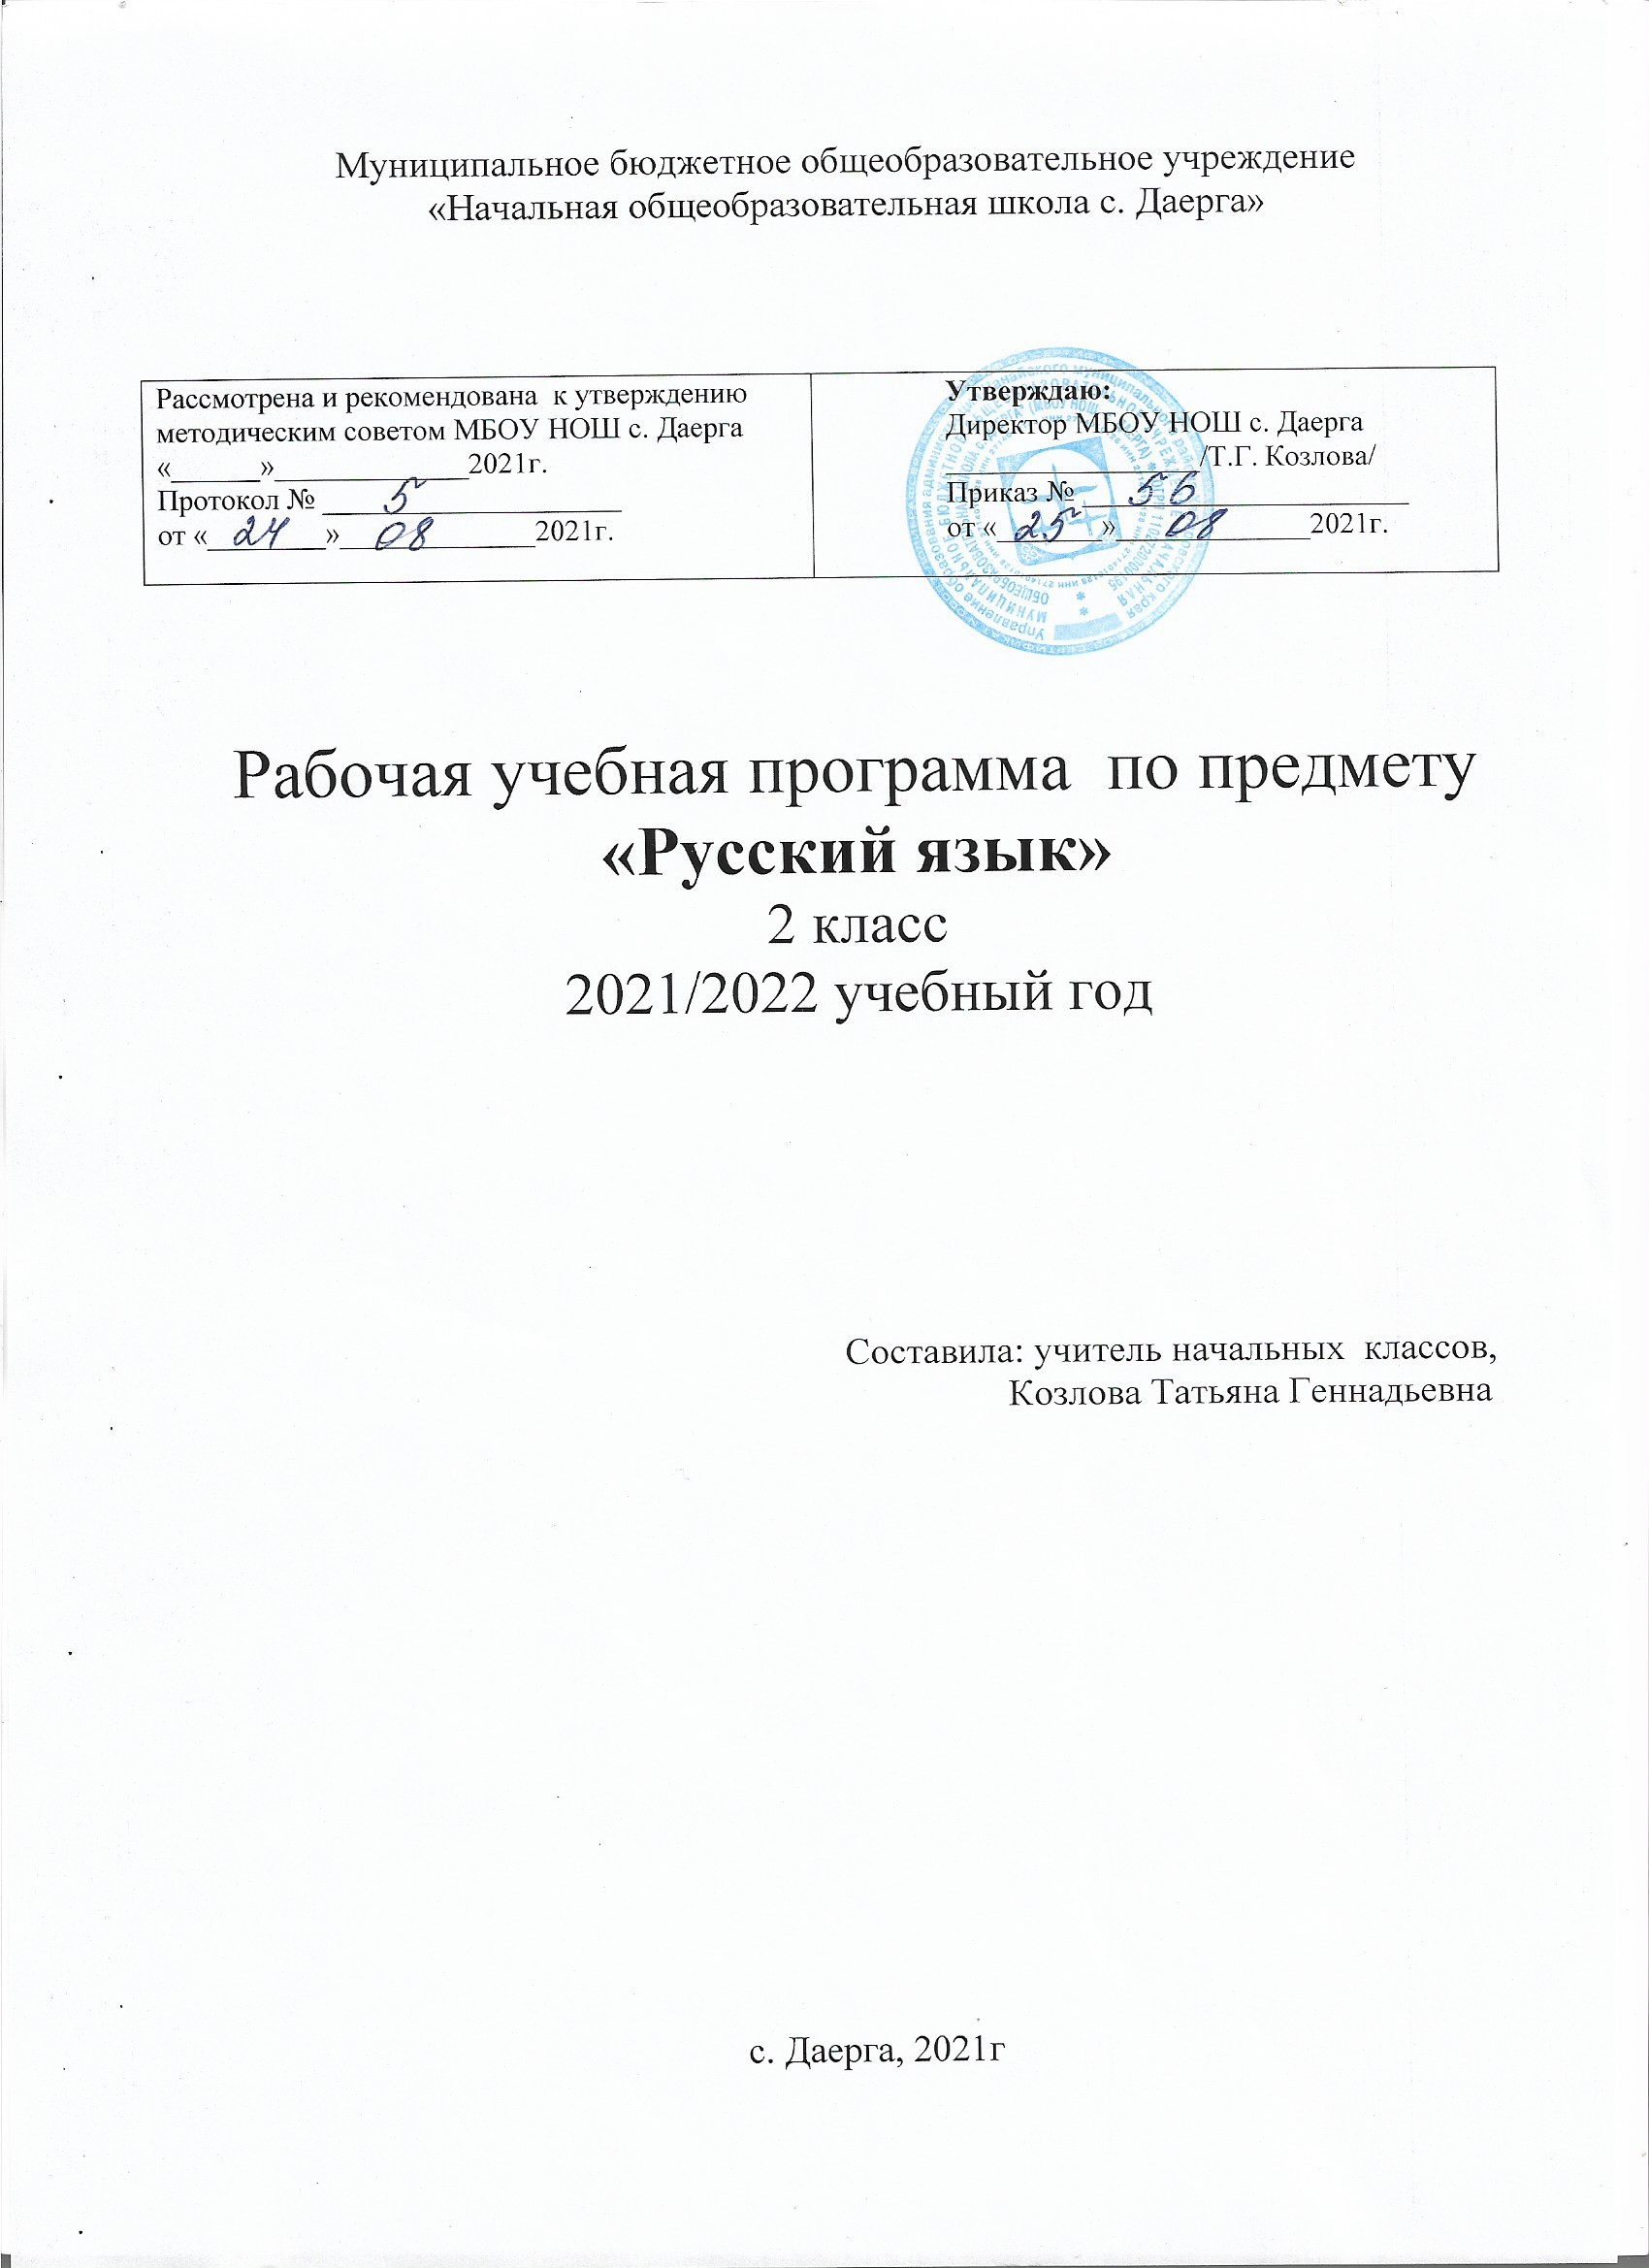 Муниципальное бюджетное общеобразовательное учреждение
«Начальная общеобразовательная школа с. Даерга»
Рассмотрена и рекомендована к утверждению
методическим советом МБОУ НОШ с. Даерга
«______»_____________2021г.
Протокол № 5
от «24» 08 2021г.
Утверждаю:
Директор МБОУ НОШ с. Даерга
_________________/Т.Г. Козлова/
Приказ № 56
от «25» 08 2021г.
Рабочая учебная программа по предмету
«Русский язык»
2 класс
2021/2022 учебный год
Составила: учитель начальных классов,
Козлова Татьяна Геннадьевна
с. Даерга, 2021г